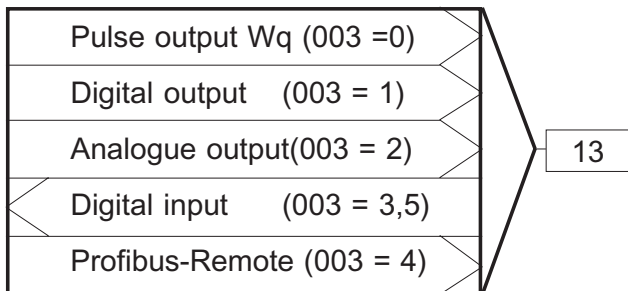 Pulse output Wq (003 =0)
Digital output (003 = 1)
Analogue output(003 = 2)
13
Digital input (003 = 3,5)
Profibus-Remote (003 = 4)